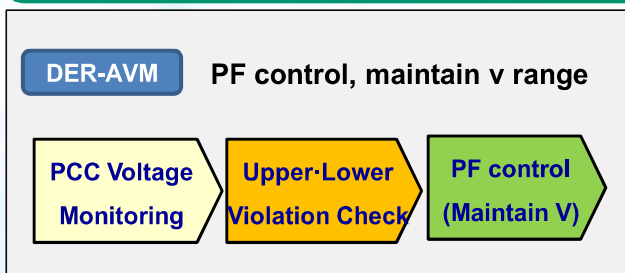 DER-AVM
PF control, maintain v range
PCC Voltage
Monitoring
Upper·Lower
Violation Check
PF control
(Maintain V)